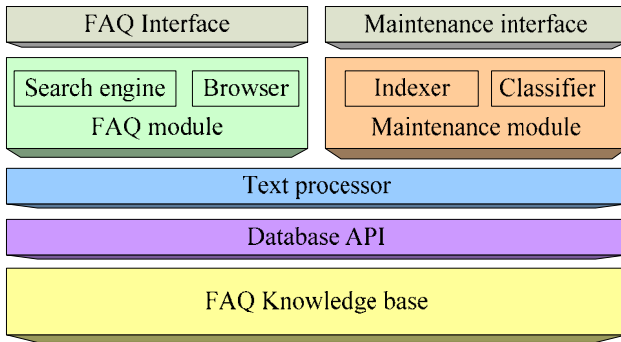 FAQ Interface
Maintenance interface
Search engine
Browser
FAQ module
Indexer
Classifier
Maintenance module
Text processor
Database API
FAQ Knowledge base